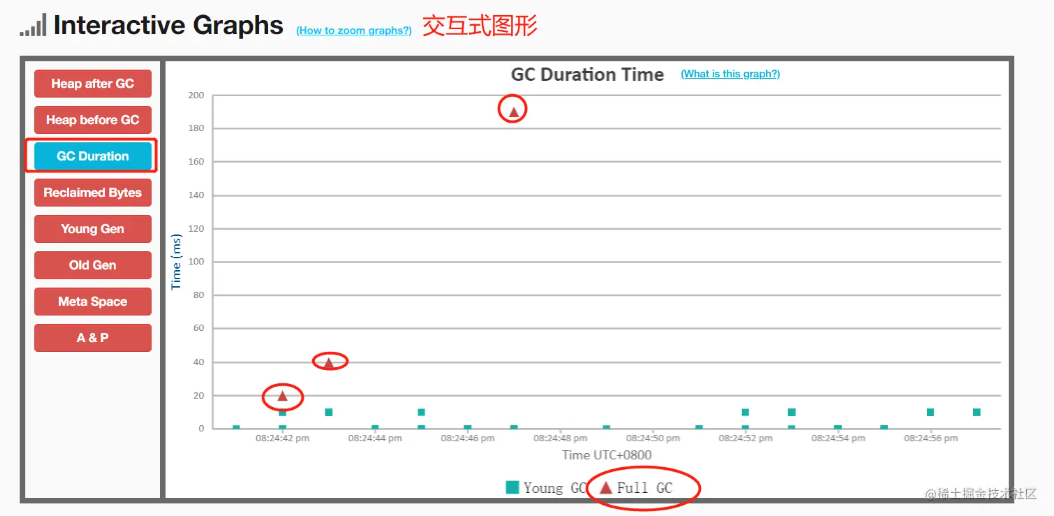 Interactive Graphs (How to zoom graphs?) 交互式图形
Heap after GC
Heap before GC
GC Duration
Reclaimed Bytes
Young Gen
Old Gen
Meta Space
A & P
GC Duration Time (What is this graph?)
Time (ms)
200
180
160
140
120
100
80
60
40
20
0
08:24:42 pm 08:24:44 pm 08:24:46 pm 08:24:48 pm 08:24:50 pm 08:24:52 pm 08:24:54 pm 08:24:56 pm
Time UTC+0800
Young GC Full GC
@稀土掘金技术社区